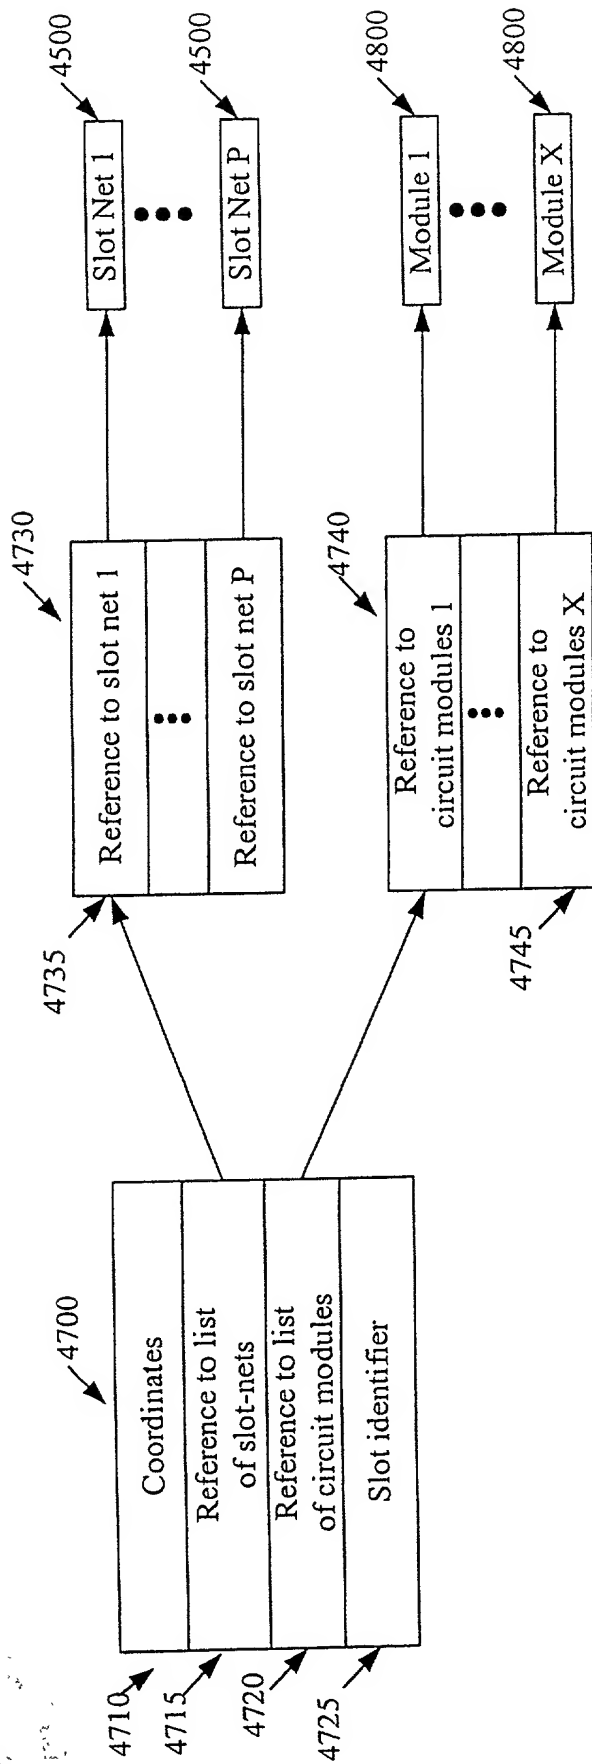 4700
4710
Coordinates
4715
Reference to list
of slot-nets
4720
Reference to list
of circuit modules
4725
Slot identifier
4730
4735
Reference to slot net 1
Reference to slot net P
4740
Reference to
circuit modules 1
4745
Reference to
circuit modules X
4500
Slot Net 1
4500
Slot Net P
4800
Module 1
4800
Module X